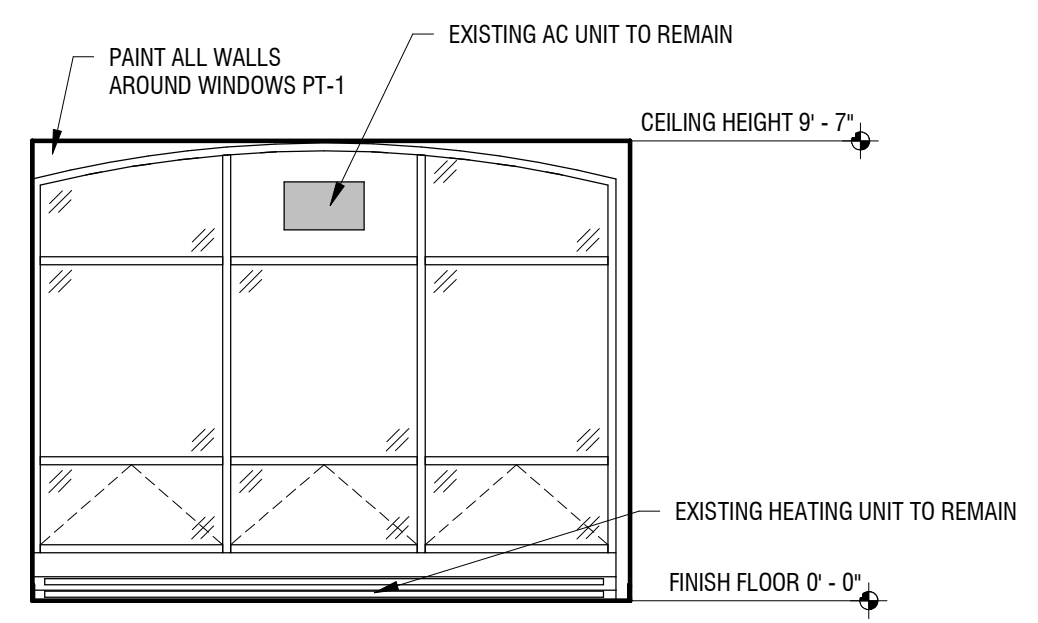 EXISTING AC UNIT TO REMAIN
PAINT ALL WALLS
AROUND WINDOWS PT-1
CEILING HEIGHT 9' - 7"
EXISTING HEATING UNIT TO REMAIN
FINISH FLOOR 0' - 0"